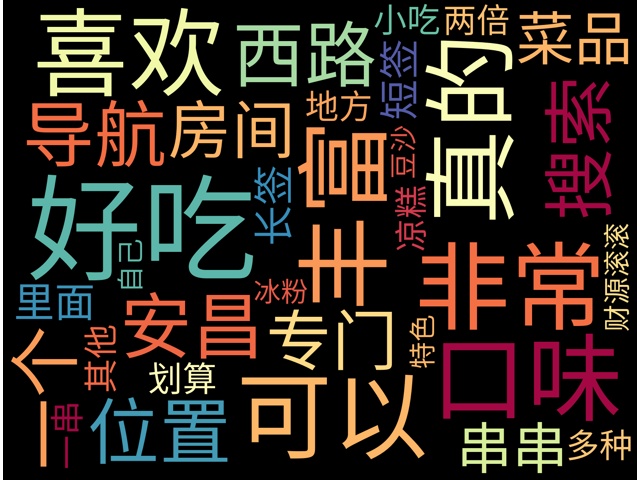 喜欢
西路
小吃
两倍
菜品
导航
房间
地方
短签
真的
搜索
好吃
长签
丰富
豆沙
凉糕
自己
里面
安昌
冰粉
非常
财源滚滚
一个
其他
划算
专门
特色
口味
一串
位置
可以
串串
多种